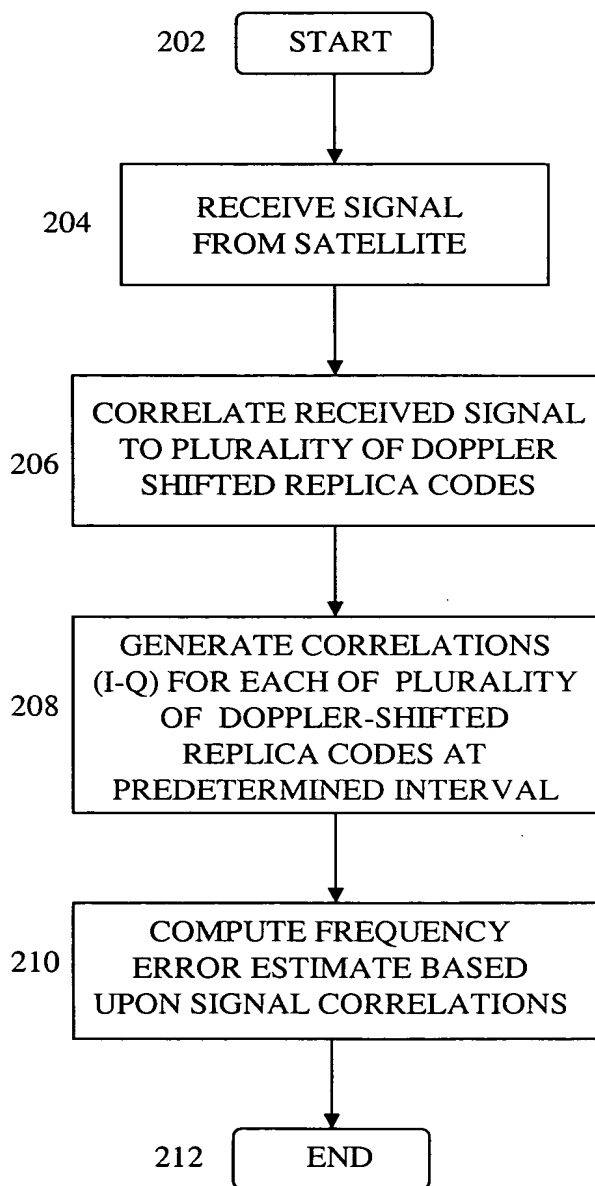 202 START
204
RECEIVE SIGNAL
FROM SATELLITE
206
CORRELATE RECEIVED SIGNAL
TO PLURALITY OF DOPPLER
SHIFTED REPLICA CODES
208
GENERATE CORRELATIONS
(I-Q) FOR EACH OF PLURALITY
OF DOPPLER-SHIFTED
REPLICA CODES AT
PREDETERMINED INTERVAL
210
COMPUTE FREQUENCY
ERROR ESTIMATE BASED
UPON SIGNAL CORRELATIONS
212 END